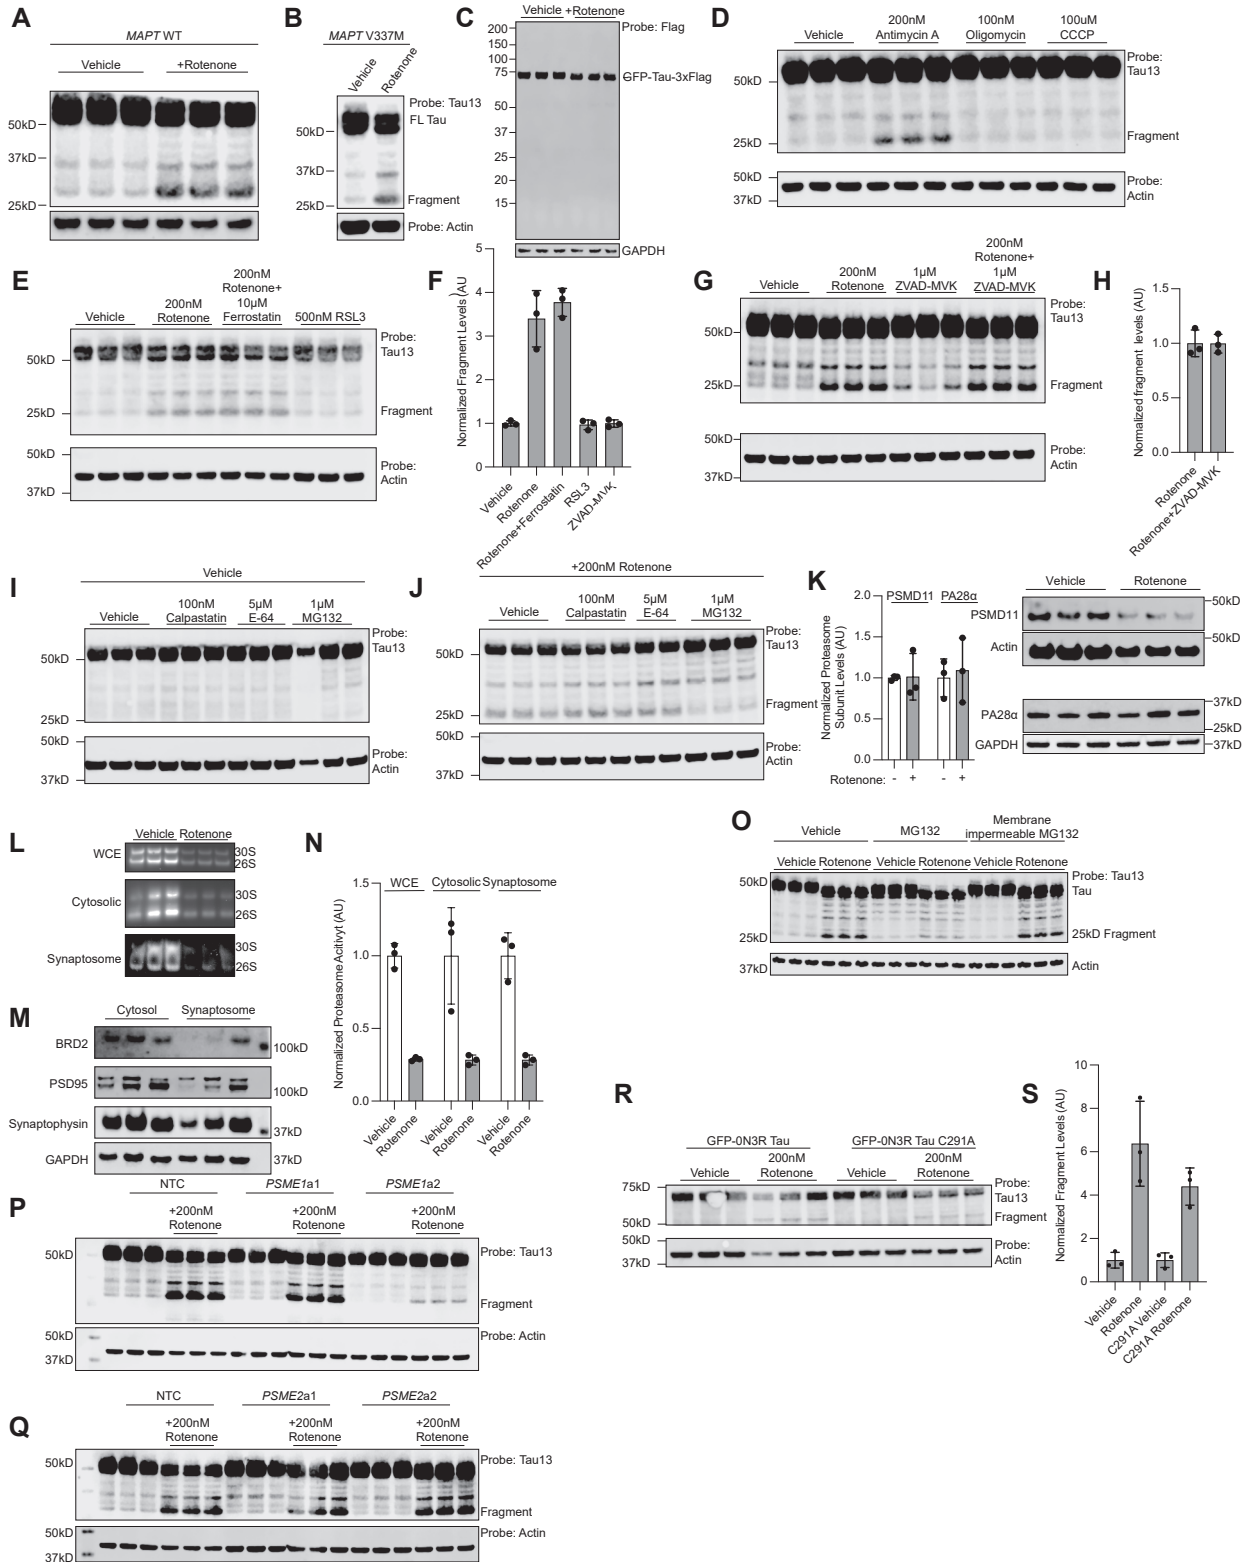 A
MAPT WT
Vehicle
+Rotenone
50kD
37kD
25kD
B
MAPT V337M
Vehicle
Rotenone
Probe: Tau13
50kD
FL Tau
37kD
25kD
Fragment
Probe: Actin
C
Vehicle
+Rotenone
Probe: Flag
200
150
100
75
GFP-Tau-3xFlag
50
37
25
20
15
GAPDH
D
Vehicle
200nM
Antimycin A
100nM
Oligomycin
100uM
CCCP
Probe:
Tau13
50kD
Fragment
25kD
50kD
37kD
Probe:
Actin
E
Vehicle
200nM
Rotenone
200nM
Rotenone+
10µM
Ferrostatin
500nM RSL3
Probe:
Tau13
50kD
25kD
Fragment
50kD
37kD
Probe:
Actin
F
Normalized Fragment Levels (AU)
5
4
3
2
1
0
Vehicle
Rotenone
Rotenone+Ferrostatin
RSL3
ZVAD-MVK
G
Vehicle
200nM
Rotenone
1µM
ZVAD-MVK
200nM
Rotenone+
1µM
ZVAD-MVK
Probe:
Tau13
50kD
25kD
Fragment
50kD
37kD
Probe:
Actin
H
Normalized fragment levels (AU)
1.5
1.0
0.5
0.0
Rotenone
Rotenone+ZVAD-MVK
I
Vehicle
Vehicle
100nM
Calpastatin
5µM
E-64
1µM
MG132
Probe:
Tau13
50kD
25kD
50kD
37kD
Probe:
Actin
J
+200nM Rotenone
Vehicle
100nM
Calpastatin
5µM
E-64
1µM
MG132
Probe:
Tau13
50kD
25kD
Fragment
50kD
37kD
Probe:
Actin
K
Normalized Proteasome
Subunit Levels (AU)
2.0
1.5
1.0
0.5
0.0
PSMD11
PA28α
Rotenone:
-
+
-
+
Vehicle
Rotenone
PSMD11
50kD
Actin
50kD
PA28α
37kD
25kD
GAPDH
37kD
L
Vehicle
Rotenone
WCE
30S
26S
Cytosolic
30S
26S
Synaptosome
30S
26S
M
Cytosol
Synaptosome
BRD2
100kD
PSD95
100kD
Synaptophysin
37kD
GAPDH
37kD
N
Normalized Proteasome Acitivyt (AU)
1.5
1.0
0.5
0.0
WCE
Cytosolic
Synaptosome
Vehicle
Rotenone
Vehicle
Rotenone
Vehicle
Rotenone
O
Vehicle
MG132
Membrane
impermeable MG132
Vehicle
Rotenone
Vehicle
Rotenone
Vehicle
Rotenone
Probe: Tau13
50kD
Tau
25kD
25kD Fragment
37kD
Actin
P
NTC
PSME1a1
PSME1a2
+200nM
Rotenone
+200nM
Rotenone
+200nM
Rotenone
50kD
Probe: Tau13
Fragment
50kD
37kD
Probe: Actin
Q
NTC
PSME2a1
PSME2a2
+200nM
Rotenone
+200nM
Rotenone
+200nM
Rotenone
50kD
Probe: Tau13
Fragment
50kD
37kD
Probe: Actin
R
GFP-0N3R Tau
GFP-0N3R Tau C291A
Vehicle
200nM
Rotenone
Vehicle
200nM
Rotenone
75kD
Probe:
Tau13
50kD
Fragment
50kD
37kD
Probe:
Actin
S
Normalized Fragment Levels (AU)
10
8
6
4
2
0
Vehicle
Rotenone
C291A Vehicle
C291A Rotenone